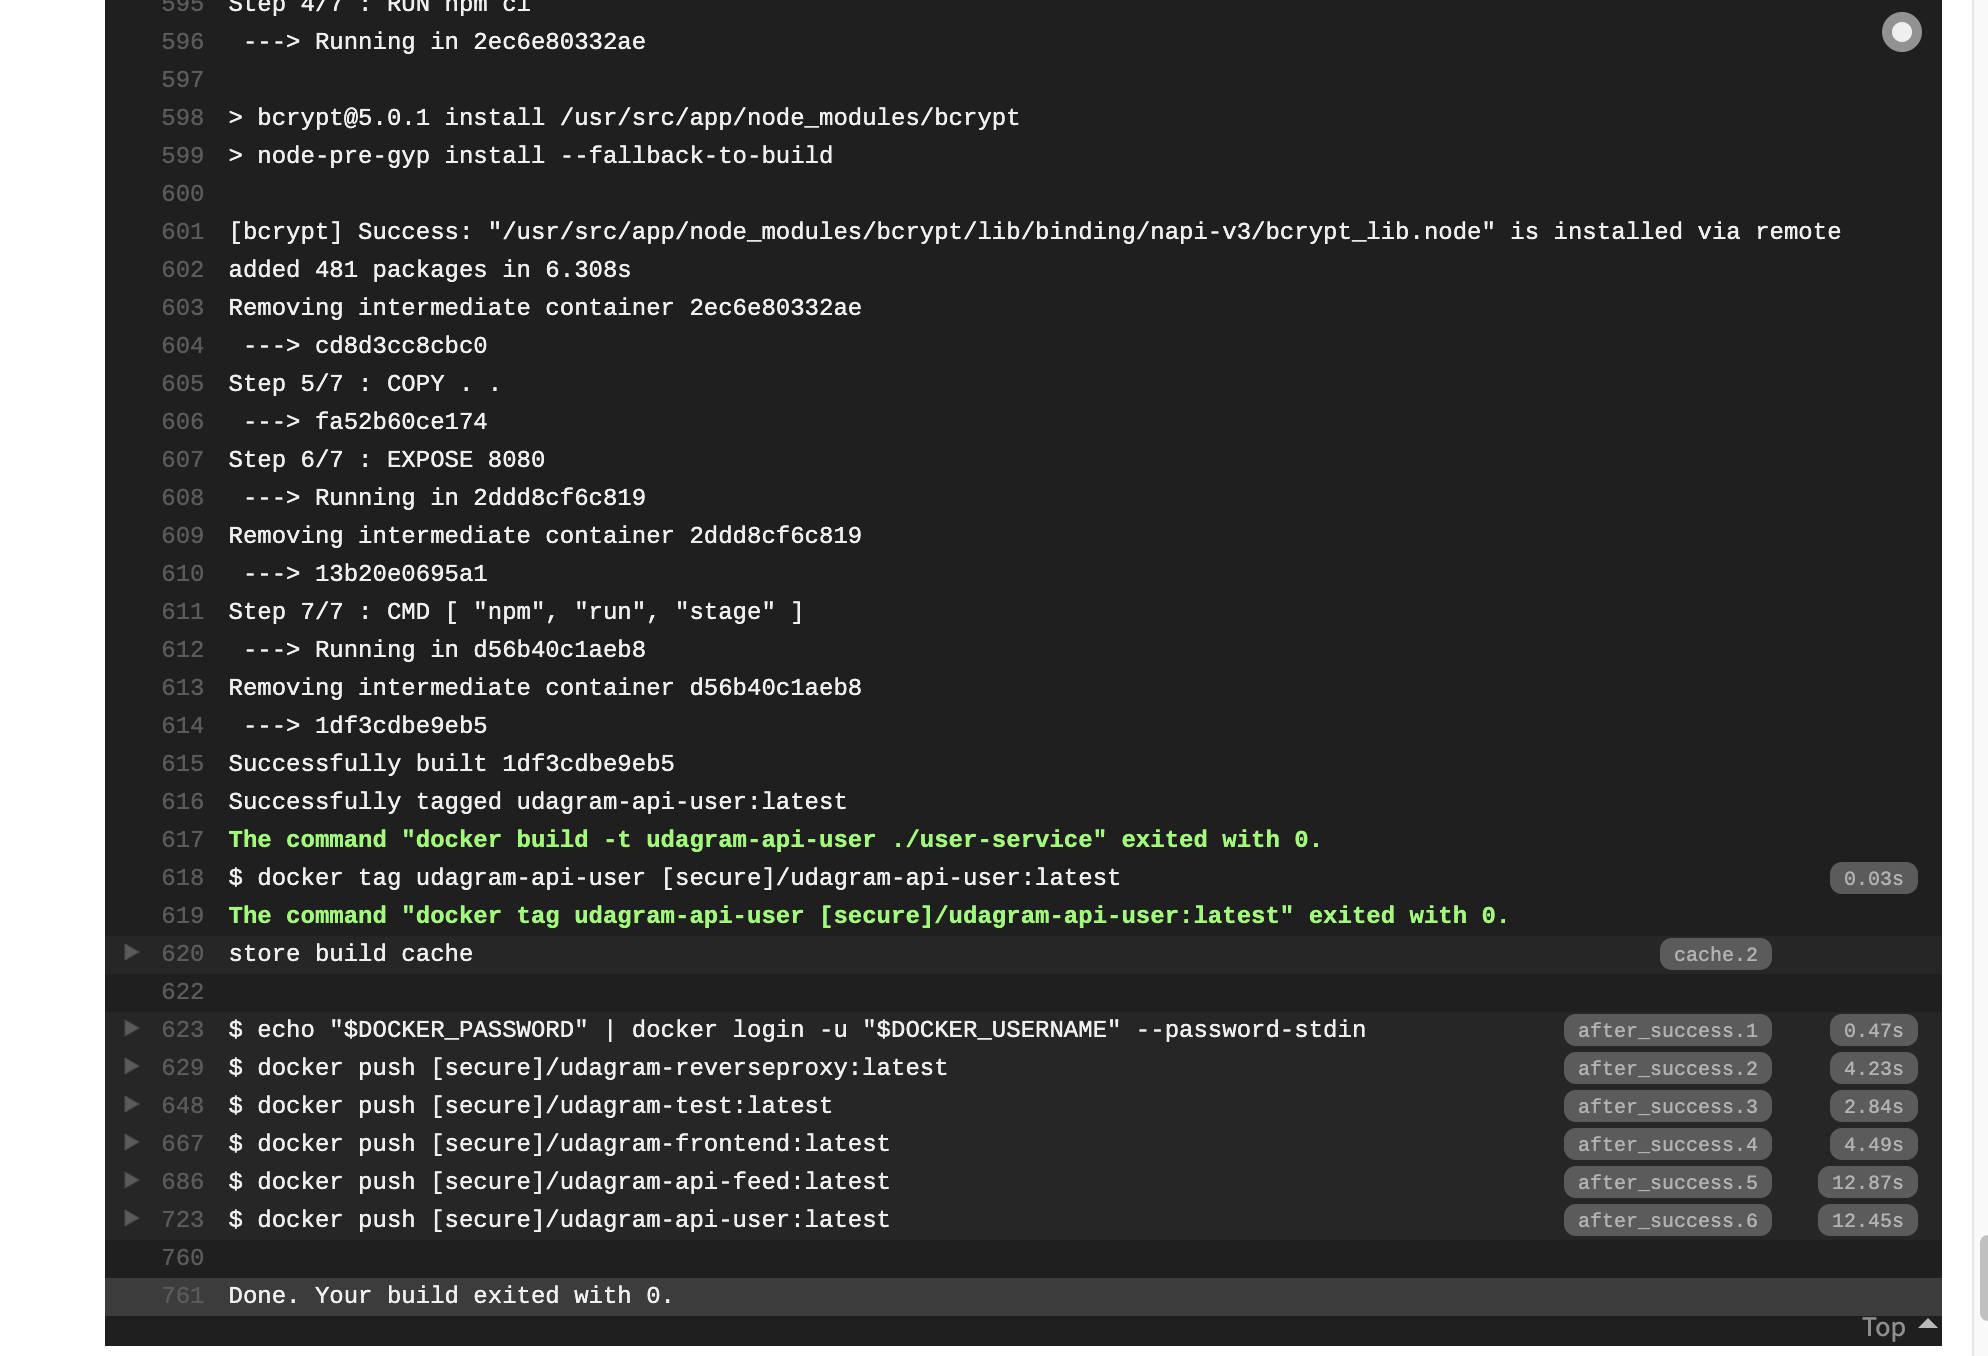 595 Step 4/7 : RUN npm ci
596 ---> Running in 2ec6e80332ae
597
598 > bcrypt@5.0.1 install /usr/src/app/node_modules/bcrypt
599 > node-pre-gyp install --fallback-to-build
600
601 [bcrypt] Success: "/usr/src/app/node_modules/bcrypt/lib/binding/napi-v3/bcrypt_lib.node" is installed via remote
602 added 481 packages in 6.308s
603 Removing intermediate container 2ec6e80332ae
604 ---> cd8d3cc8cbc0
605 Step 5/7 : COPY . .
606 ---> fa52b60ce174
607 Step 6/7 : EXPOSE 8080
608 ---> Running in 2ddd8cf6c819
609 Removing intermediate container 2ddd8cf6c819
610 ---> 13b20e0695a1
611 Step 7/7 : CMD [ "npm", "run", "stage" ]
612 ---> Running in d56b40c1aeb8
613 Removing intermediate container d56b40c1aeb8
614 ---> 1df3cdbe9eb5
615 Successfully built 1df3cdbe9eb5
616 Successfully tagged udagram-api-user:latest
617 The command "docker build -t udagram-api-user ./user-service" exited with 0.
618 $ docker tag udagram-api-user [secure]/udagram-api-user:latest 0.03s
619 The command "docker tag udagram-api-user [secure]/udagram-api-user:latest" exited with 0.
620 store build cache cache.2
622
623 $ echo "$DOCKER_PASSWORD" | docker login -u "$DOCKER_USERNAME" --password-stdin after_success.1 0.47s
629 $ docker push [secure]/udagram-reverseproxy:latest after_success.2 4.23s
648 $ docker push [secure]/udagram-test:latest after_success.3 2.84s
667 $ docker push [secure]/udagram-frontend:latest after_success.4 4.49s
686 $ docker push [secure]/udagram-api-feed:latest after_success.5 12.87s
723 $ docker push [secure]/udagram-api-user:latest after_success.6 12.45s
760
761 Done. Your build exited with 0.
Top